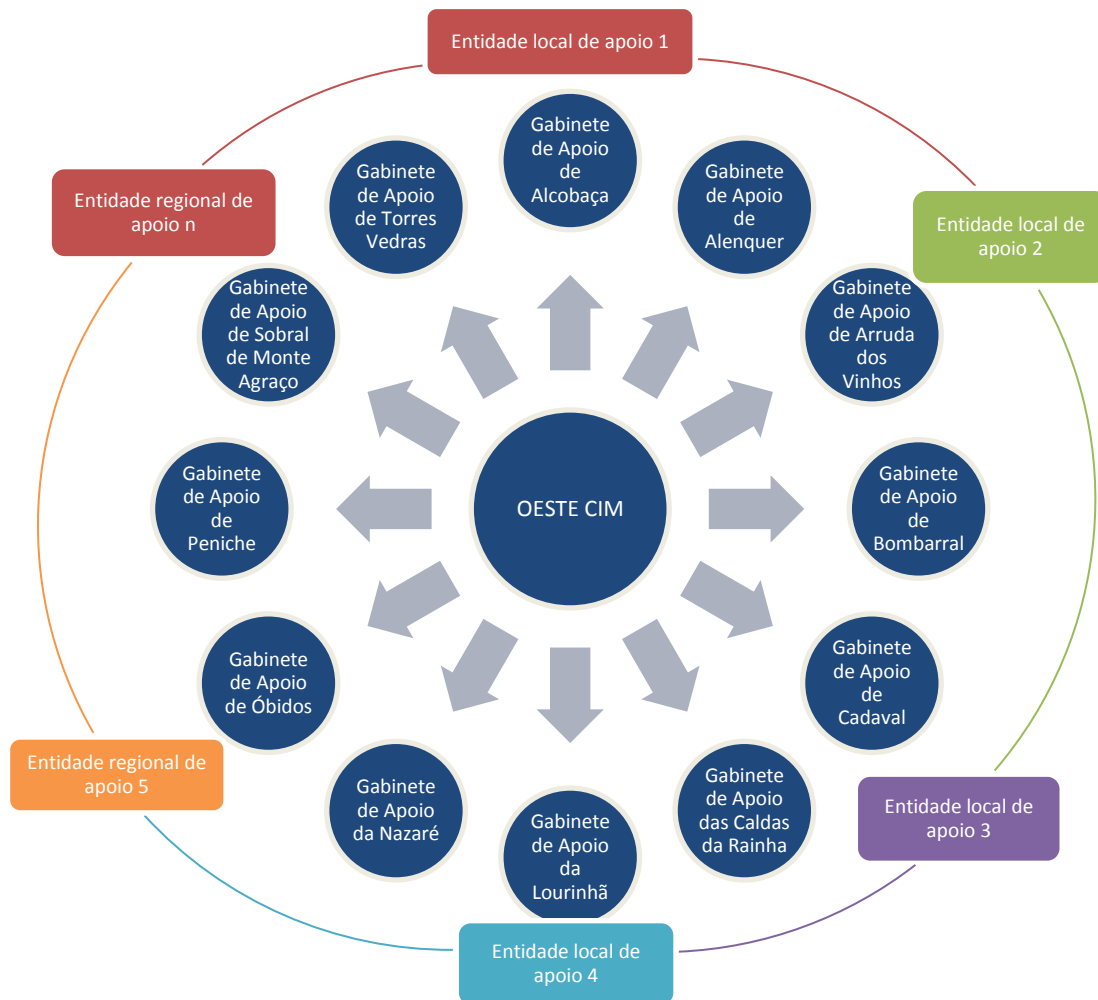 Entidade local de apoio 1
Gabinete
de Apoio
de
Alcobaça
Gabinete
de Apoio
de
Alenquer
Entidade local de
apoio 2
Gabinete
de Apoio
de Arruda
dos
Vinhos
Gabinete
de Apoio
de
Bombarral
Gabinete
de Apoio
de
Cadaval
Entidade local de
apoio 3
Gabinete
de Apoio
das Caldas
da Rainha
Gabinete
de Apoio
da
Lourinhã
Entidade local de
apoio 4
Gabinete
de Apoio
da Nazaré
Entidade regional de
apoio 5
Gabinete
de Apoio
de Óbidos
Gabinete
de Apoio
de
Peniche
Gabinete
de Apoio
de Sobral
de Monte
Agraço
Entidade regional de
apoio n
Gabinete
de Apoio
de Torres
Vedras
OESTE CIM